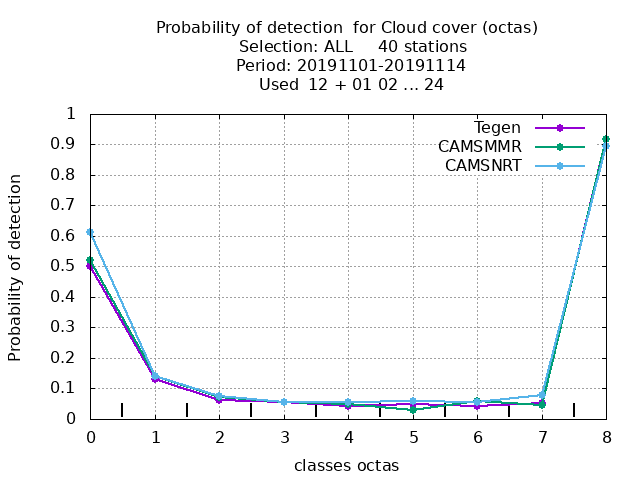 Probability of detection  for Cloud cover (octas)
Selection: ALL     40 stations
Period: 20191101-20191114
Used  12 + 01 02 ... 24
Tegen
CAMSMMR
CAMSNRT
1
0.9
0.8
0.7
0.6
0.5
0.4
0.3
0.2
0.1
0
Probability of detection
0 1 2 3 4 5 6 7 8
classes octas